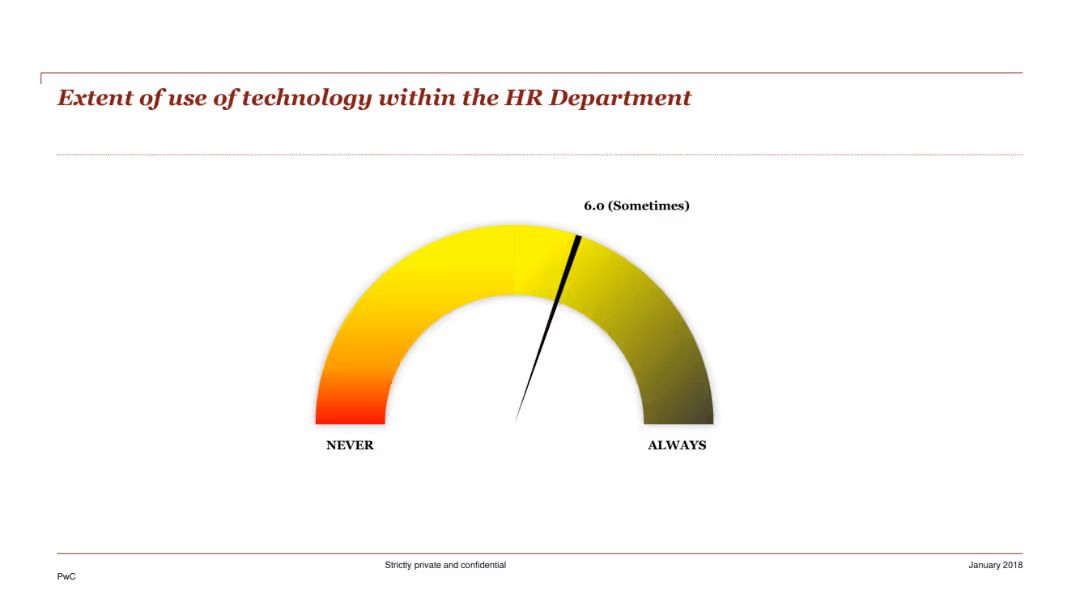 Extent of use of technology within the HR Department
6.0 (Sometimes)
NEVER
ALWAYS
Strictly private and confidential
January 2018
PwC